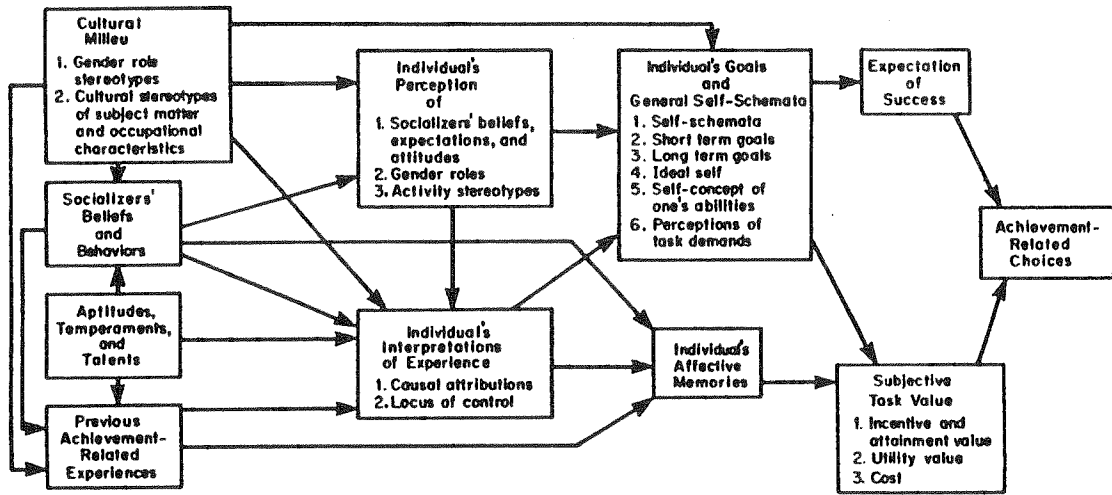 Cultural
Milieu
1. Gender role
stereotypes
2. Cultural stereotypes
of subject matter
and occupational
characteristics
Socializers'
Beliefs
and
Behaviors
Aptitudes,
Temperaments,
and
Talents
Previous
Achievement-
Related
Experiences
Individual's
Perception
of
1. Socializers' beliefs,
expectations, and
attitudes
2. Gender roles
3. Activity stereotypes
Individual's
Interpretations
of Experience
1. Causal attributions
2. Locus of control
Individual's Goals
and
General Self-Schemata
1. Self-schemata
2. Short term goals
3. Long term goals
4. Ideal self
5. Self-concept of
one's abilities
6. Perceptions of
task demands
Individual's
Affective
Memories
Expectation
of
Success
Subjective
Task Value
1. Incentive and
attainment value
2. Utility value
3. Cost
Achievement-
Related
Choices